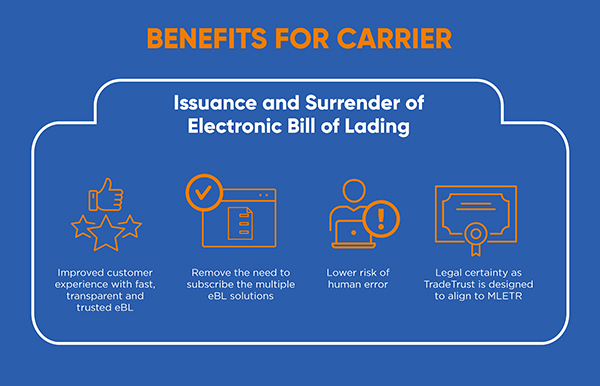 BENEFITS FOR CARRIER
Issuance and Surrender of
Electronic Bill of Lading
Improved customer
experience with fast,
transparent and
trusted eBL
Remove the need to
subscribe the multiple
eBL solutions
Lower risk of
human error
Legal certainty as
TradeTrust is designed
to align to MLETR